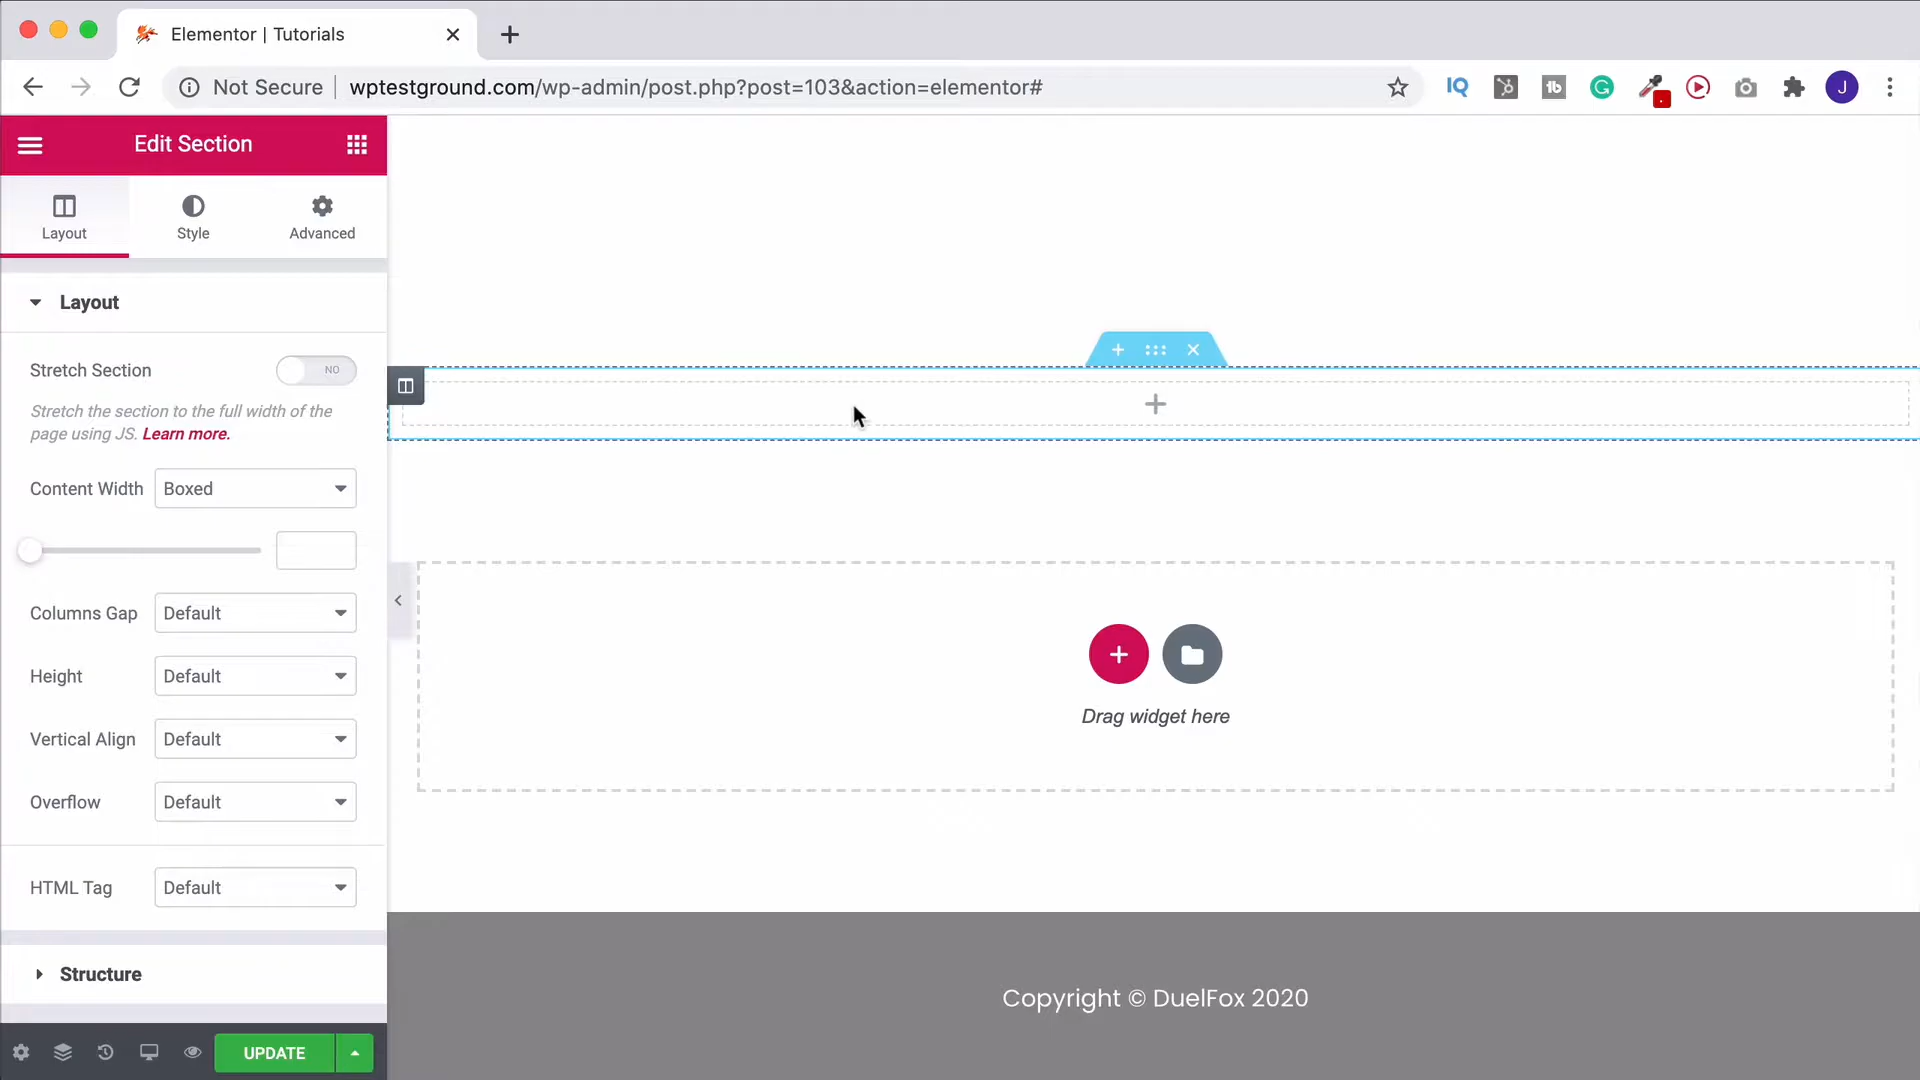 Elementor | Tutorials
Not Secure
wptestground.com/wp-admin/post.php?post=103&action=elementor#
IQ
tb
G
J
Edit Section
Layout
Style
Advanced
Layout
Stretch Section
NO
Stretch the section to the full width of the
page using JS. Learn more.
Content Width
Boxed
Columns Gap
Default
Height
Default
Vertical Align
Default
Overflow
Default
HTML Tag
Default
Structure
UPDATE
Drag widget here
Copyright © DuelFox 2020